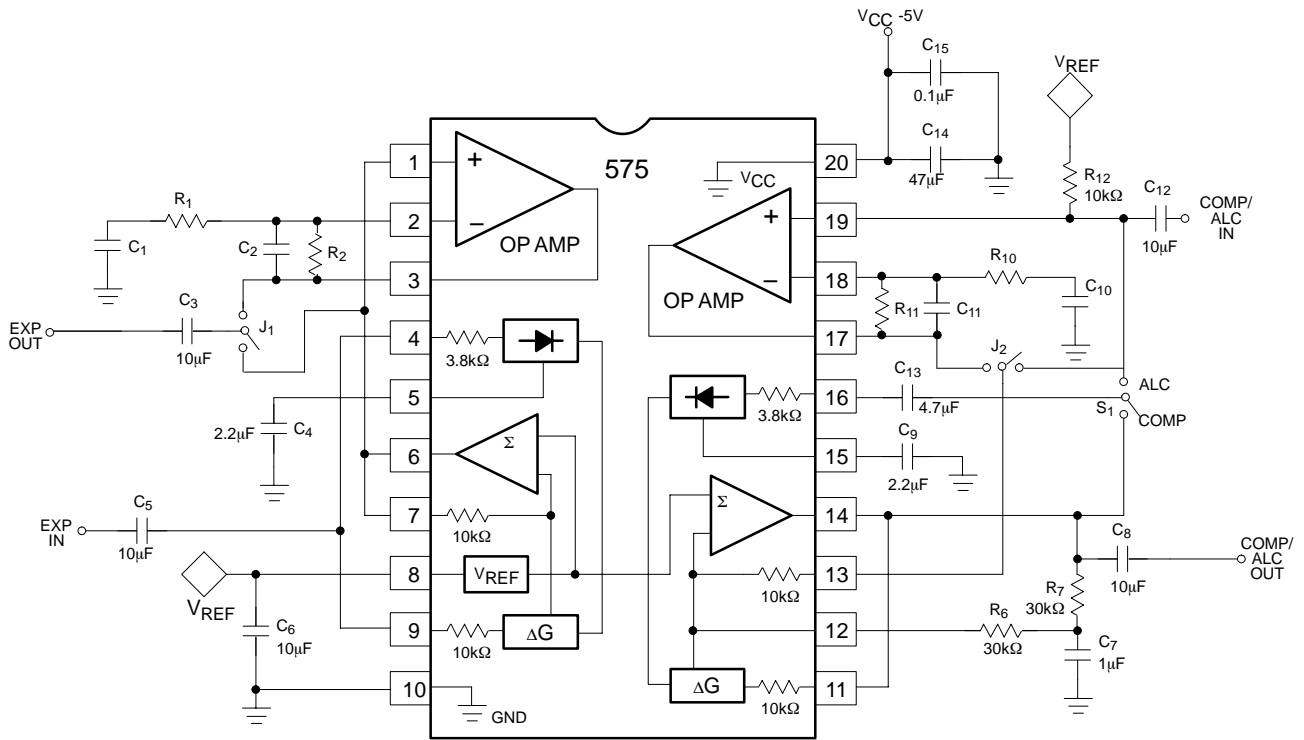 VCC -5V
C15
0.1µF
VREF
C14
47µF
R12
10kΩ
C12
10µF
COMP/
ALC
IN
575
1
+
2
−
OP AMP
3
4
3.8kΩ
5
6
Σ
7
10kΩ
8
VREF
9
10kΩ
ΔG
10
GND
20
VCC
19
+
18
−
OP AMP
17
16
3.8kΩ
15
14
Σ
13
10kΩ
12
11
ΔG
10kΩ
R1
C1
C2
R2
C3
10µF
J1
EXP
OUT
2.2µF
C4
C5
10µF
EXP
IN
VREF
C6
10µF
R10
C10
R11
C11
J2
C13
4.7µF
ALC
S1
COMP
C9
2.2µF
C8
10µF
COMP/
ALC
OUT
R7
30kΩ
R6
30kΩ
C7
1µF